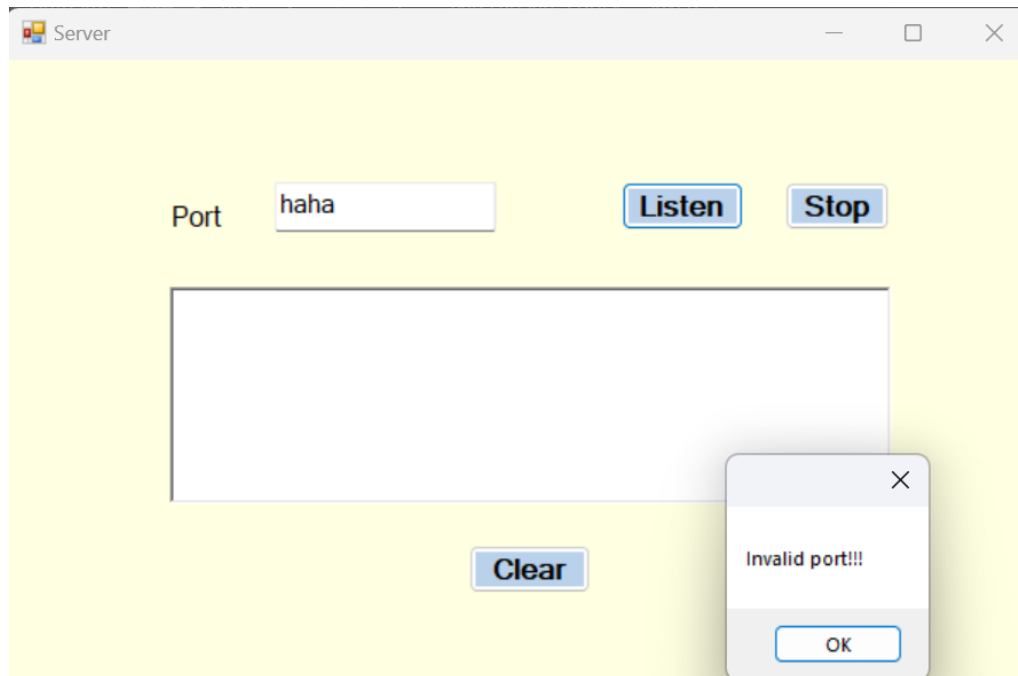 Server
Port
haha
Listen
Stop
Clear
Invalid port!!!
OK